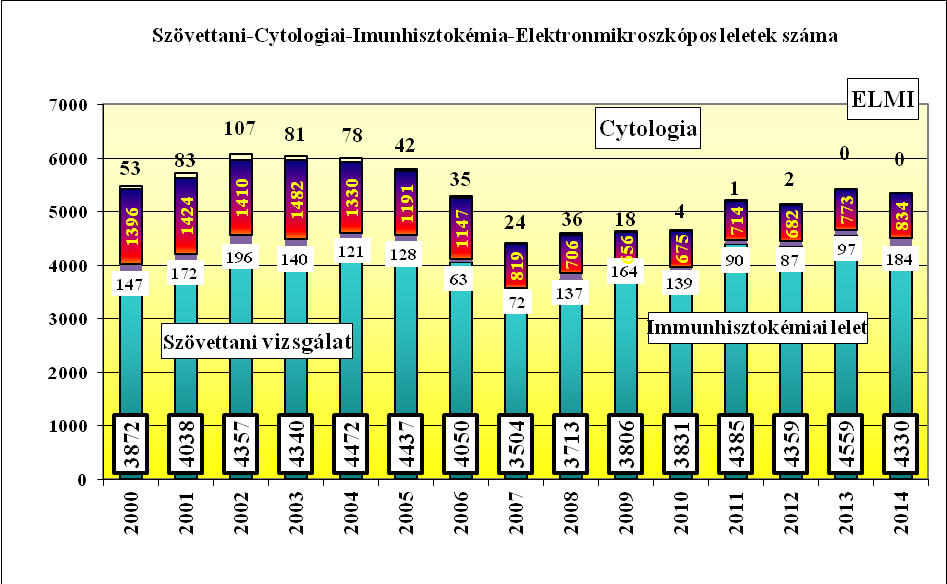 Szövettani-Cytologiai-Imunhisztokémia-Elektronmikroszkópos leletek száma
ELMI
Cytologia
7000
6000
5000
4000
3000
2000
1000
0
53 83 107 81 78 42 35 24 36 18 4 1 2 0 0
1396 1424 1410 1482 1330 1191 1147 819 706 656 675 714 682 773 834
147 172 196 140 121 128 63 72 137 164 139 90 87 97 184
Szövettani vizsgálat
Immunhisztokémiai lelet
3872 4038 4357 4340 4472 4437 4050 3504 3713 3806 3831 4385 4359 4559 4330
2000 2001 2002 2003 2004 2005 2006 2007 2008 2009 2010 2011 2012 2013 2014